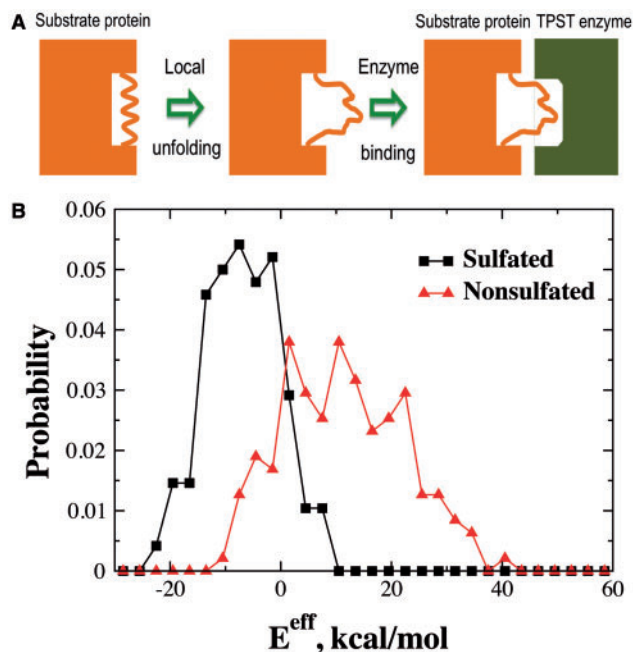 A
Substrate protein
Substrate protein TPST enzyme
Local
Enzyme
unfolding
binding
B
0.06
0.05
0.04
0.03
0.02
0.01
0
Probability
Sulfated
Nonsulfated
-20 0 20 40 60
E^eff, kcal/mol